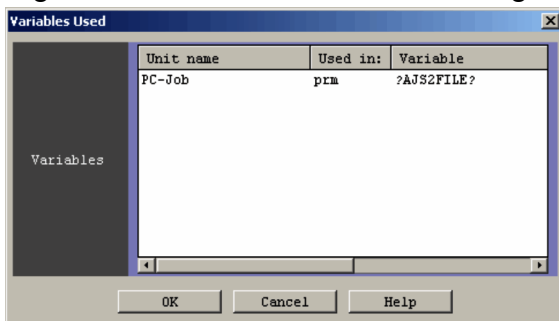 Variables Used
Unit name Used in: Variable
PC-Job prm ?AJS2FILE?
Variables
OK Cancel Help